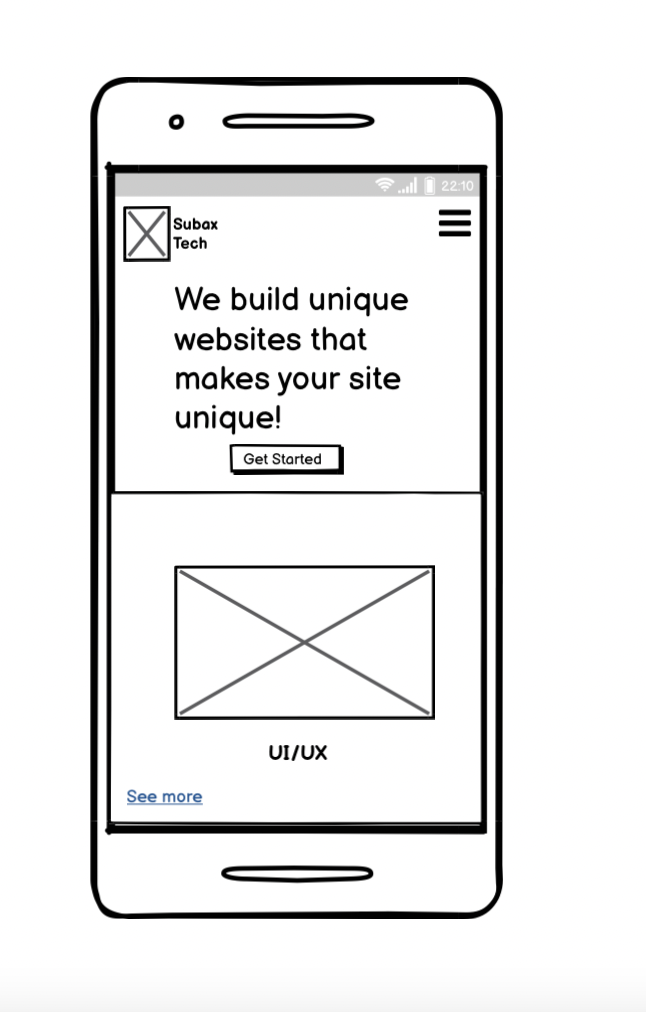 22:10
Subax
Tech
We build unique
websites that
makes your site
unique!
Get Started
UI/UX
See more